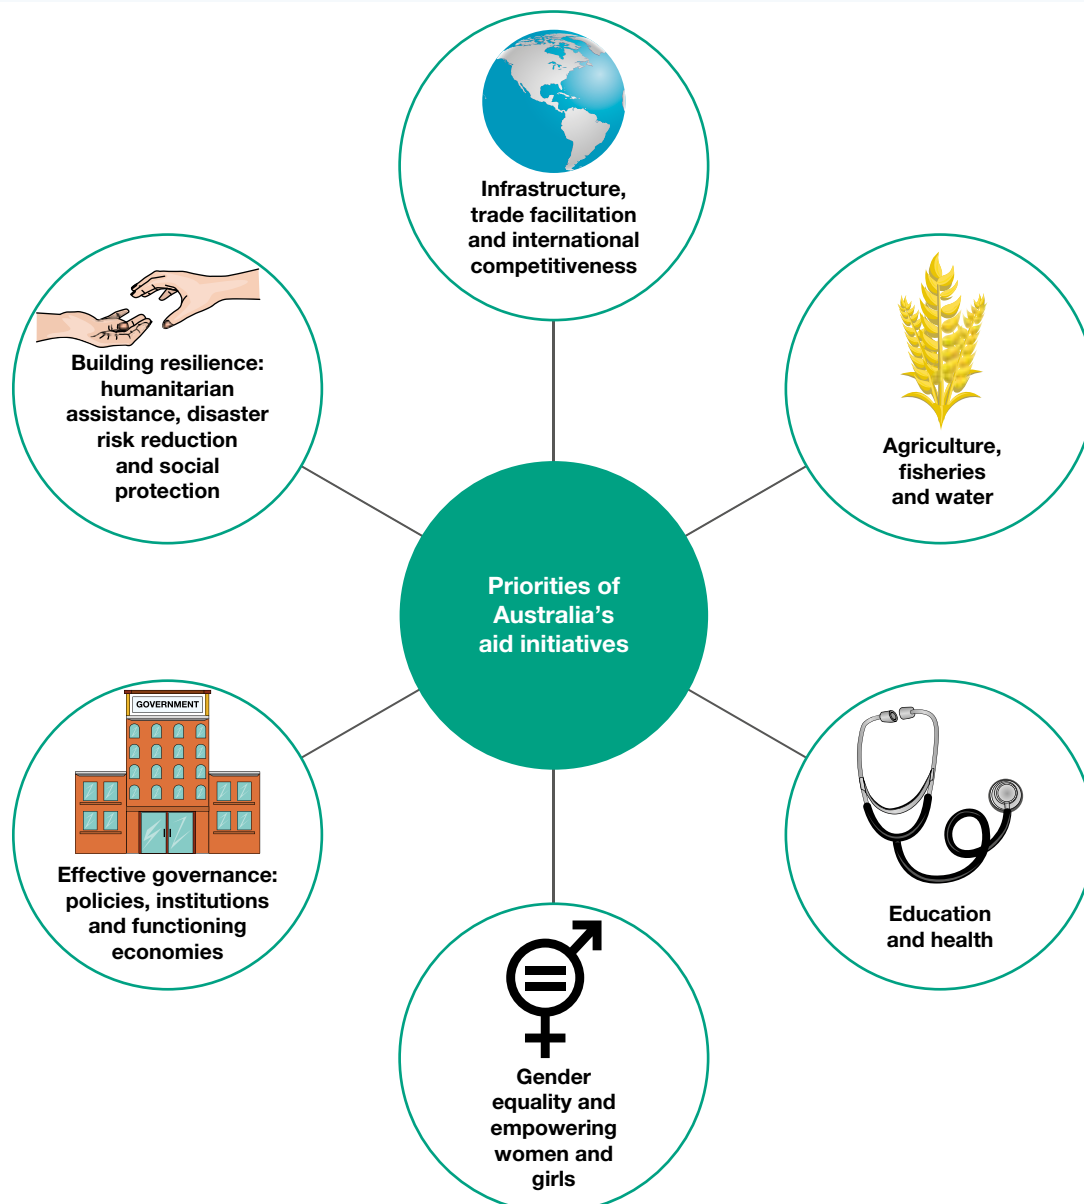 Infrastructure,
trade facilitation
and international
competitiveness
Agriculture,
fisheries
and water
Education
and health
Gender
equality and
empowering
women and
girls
GOVERNMENT
Effective governance:
policies, institutions
and functioning
economies
Building resilience:
humanitarian
assistance, disaster
risk reduction
and social
protection
Priorities of
Australia’s
aid initiatives